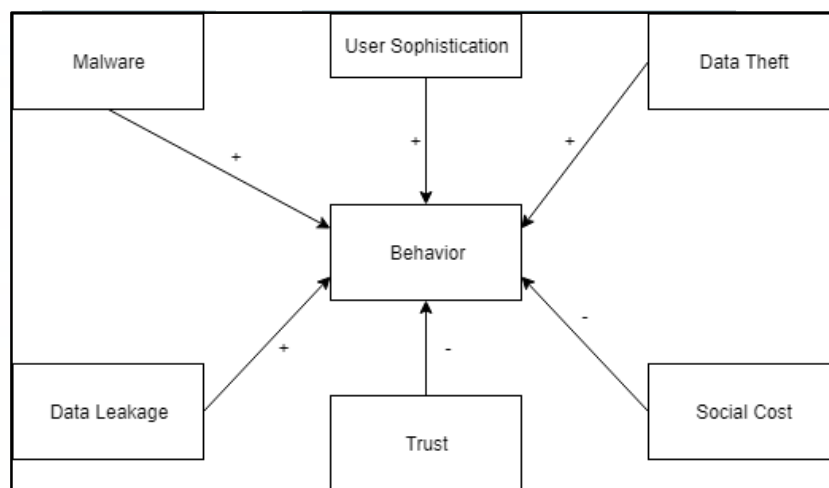 Malware
User Sophistication
Data Theft
+
+
+
Behavior
+
-
-
Data Leakage
Trust
Social Cost